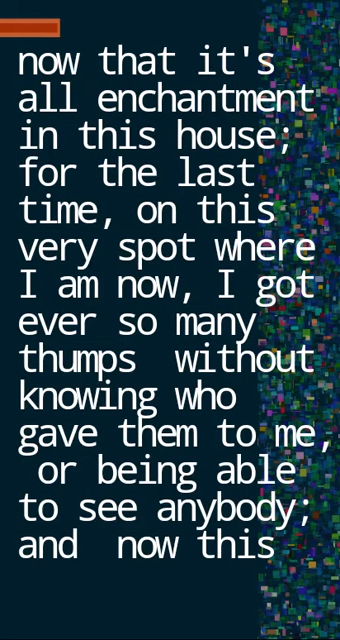 now that it's
all enchantment
in this house;
for the last
time, on this
very spot where
I am now, I got
ever so many
thumps  without
knowing who
gave them to me,
 or being able
to see anybody;
and  now this